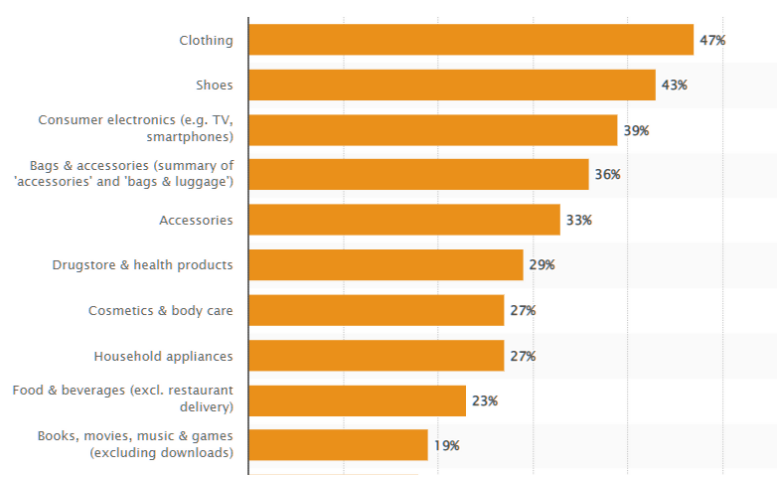 Clothing
47%
Shoes
43%
Consumer electronics (e.g. TV,
smartphones)
39%
Bags & accessories (summary of
'accessories' and 'bags & luggage')
36%
Accessories
33%
Drugstore & health products
29%
Cosmetics & body care
27%
Household appliances
27%
Food & beverages (excl. restaurant
delivery)
23%
Books, movies, music & games
(excluding downloads)
19%